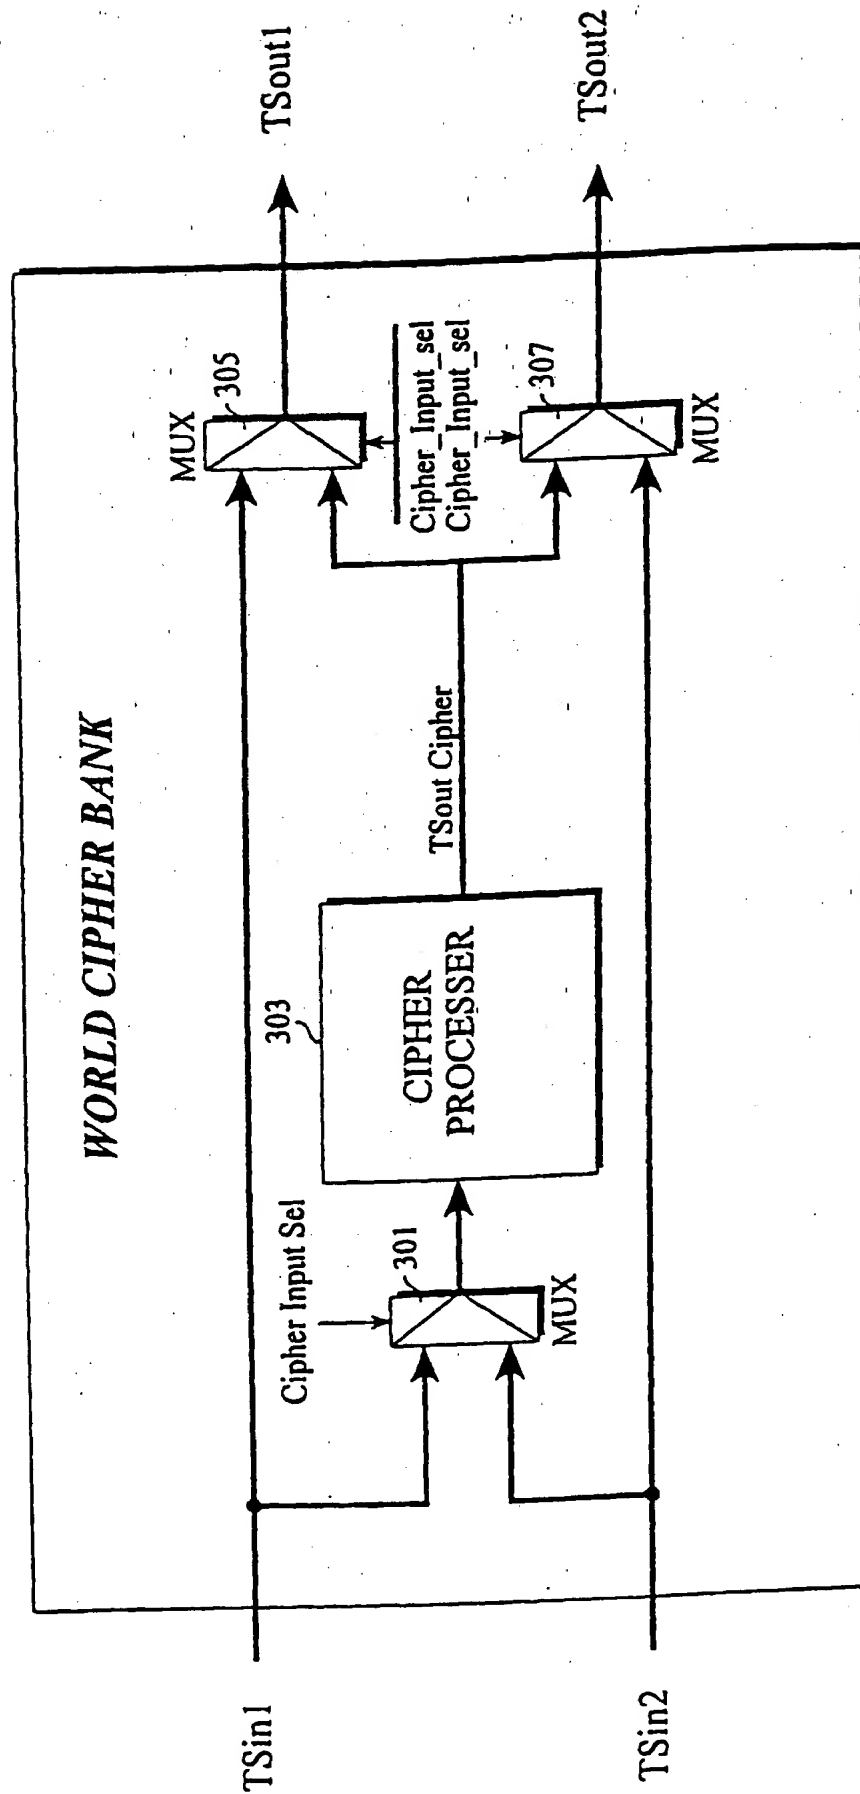 WORLD CIPHER BANK
TSin1
TSin2
Cipher Input Sel
301
MUX
303
CIPHER
PROCESSER
TSout Cipher
MUX
305
Cipher_Input_sel
Cipher_Input_sel
307
MUX
TSout1
TSout2